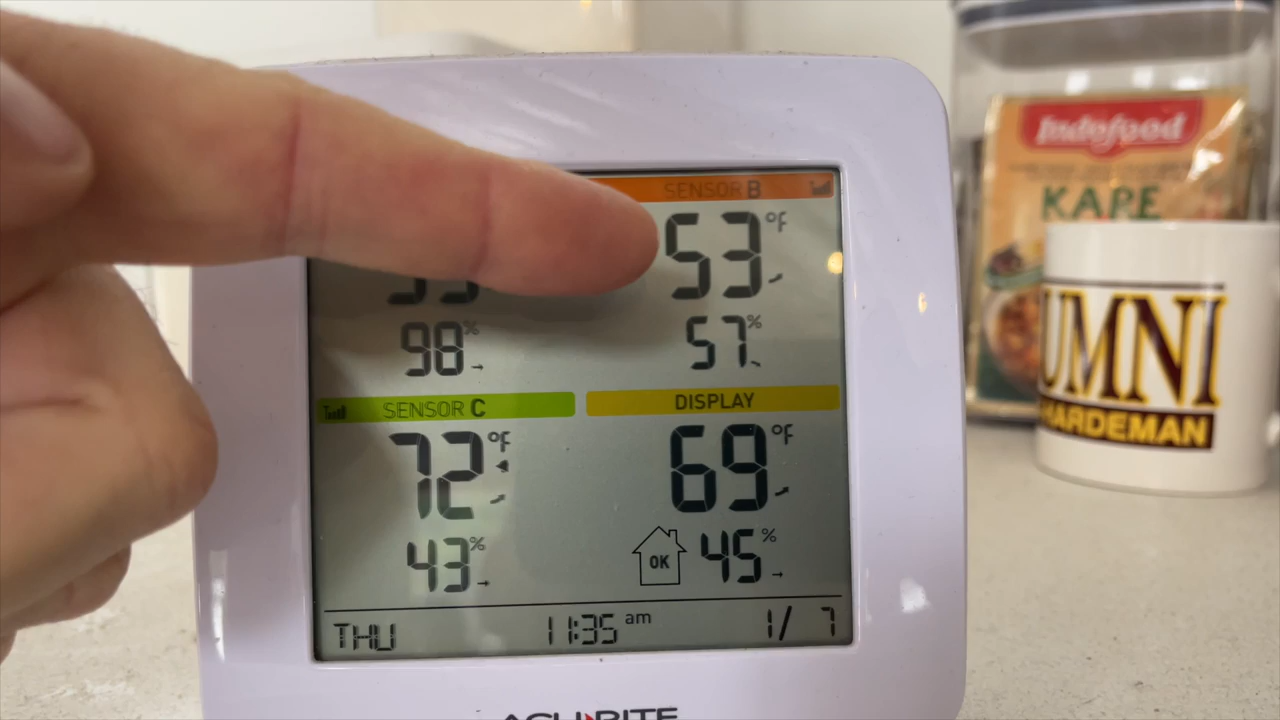 SENSOR B
53 °F
98 %
57 %
SENSOR C
DISPLAY
72 °F
69 °F
43 %
OK
45 %
THU 11:35 am 1/ 7
ACURITE
Indofood
KAPE
UMNI
HARDEMAN